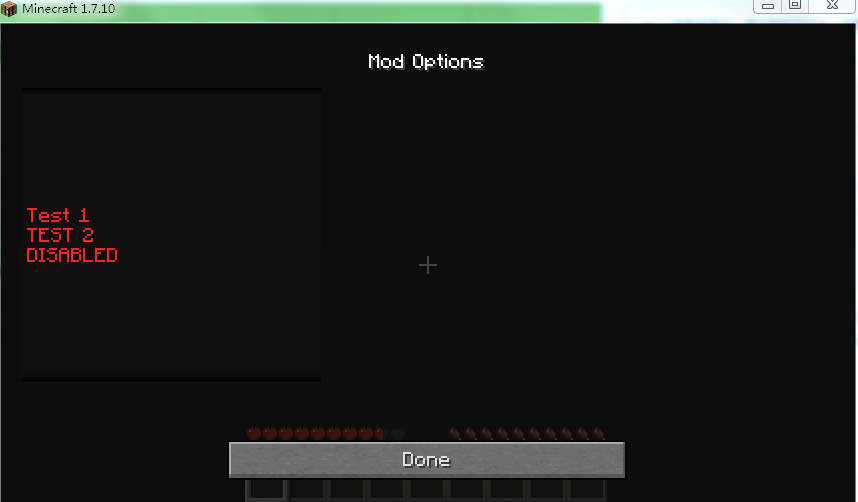 Minecraft 1.7.10
Mod Options
Test 1
TEST 2
DISABLED
Done